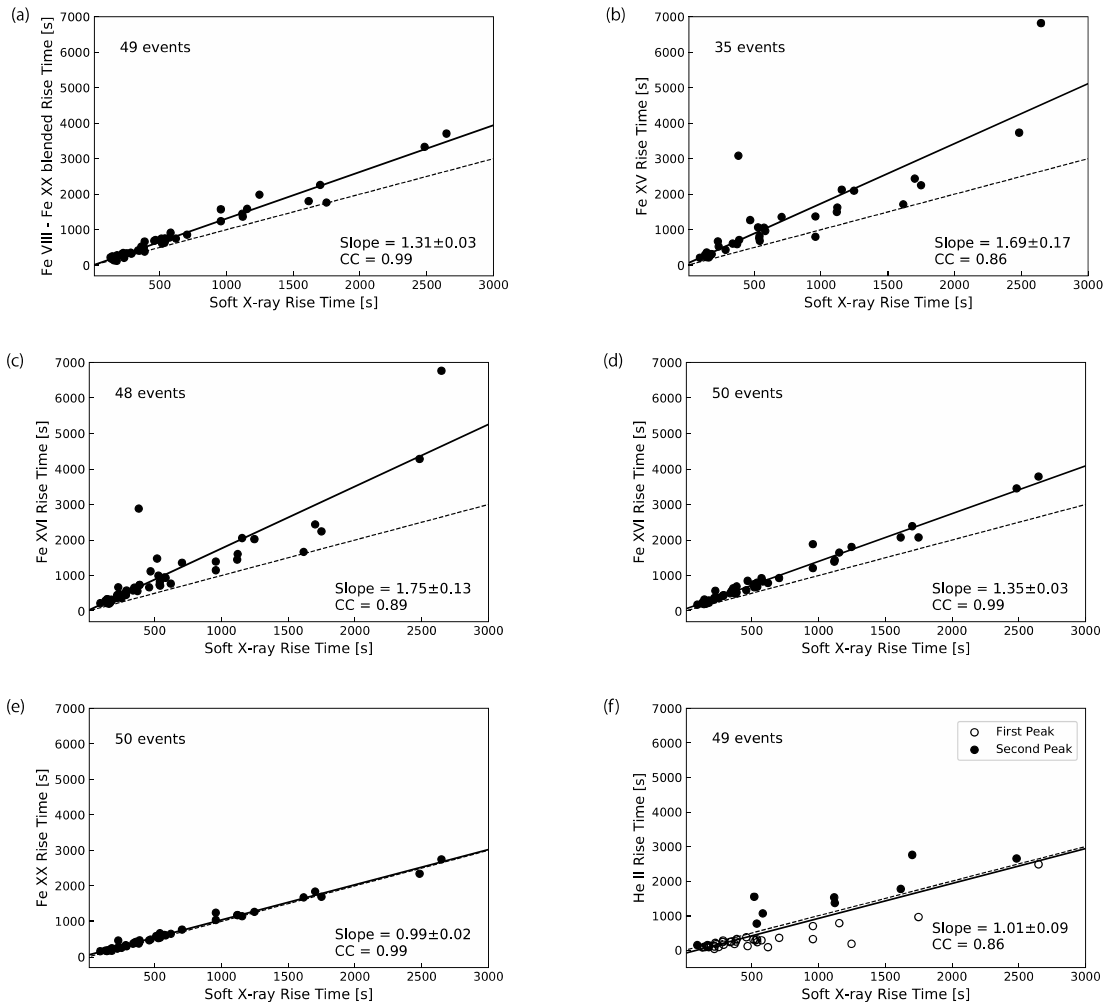 (a)
7000
6000
5000
4000
3000
2000
1000
0
Fe VIII - Fe XX blended Rise Time [s]
49 events
Slope = 1.31±0.03
CC = 0.99
500 1000 1500 2000 2500 3000
Soft X-ray Rise Time [s]
(b)
7000
6000
5000
4000
3000
2000
1000
0
Fe XV Rise Time [s]
35 events
Slope = 1.69±0.17
CC = 0.86
500 1000 1500 2000 2500 3000
Soft X-ray Rise Time [s]
(c)
7000
6000
5000
4000
3000
2000
1000
0
Fe XVI Rise Time [s]
48 events
Slope = 1.75±0.13
CC = 0.89
500 1000 1500 2000 2500 3000
Soft X-ray Rise Time [s]
(d)
7000
6000
5000
4000
3000
2000
1000
0
Fe XVI Rise Time [s]
50 events
Slope = 1.35±0.03
CC = 0.99
500 1000 1500 2000 2500 3000
Soft X-ray Rise Time [s]
(e)
7000
6000
5000
4000
3000
2000
1000
0
Fe XX Rise Time [s]
50 events
Slope = 0.99±0.02
CC = 0.99
500 1000 1500 2000 2500 3000
Soft X-ray Rise Time [s]
(f)
7000
6000
5000
4000
3000
2000
1000
0
He II Rise Time [s]
49 events
First Peak
Second Peak
Slope = 1.01±0.09
CC = 0.86
500 1000 1500 2000 2500 3000
Soft X-ray Rise Time [s]